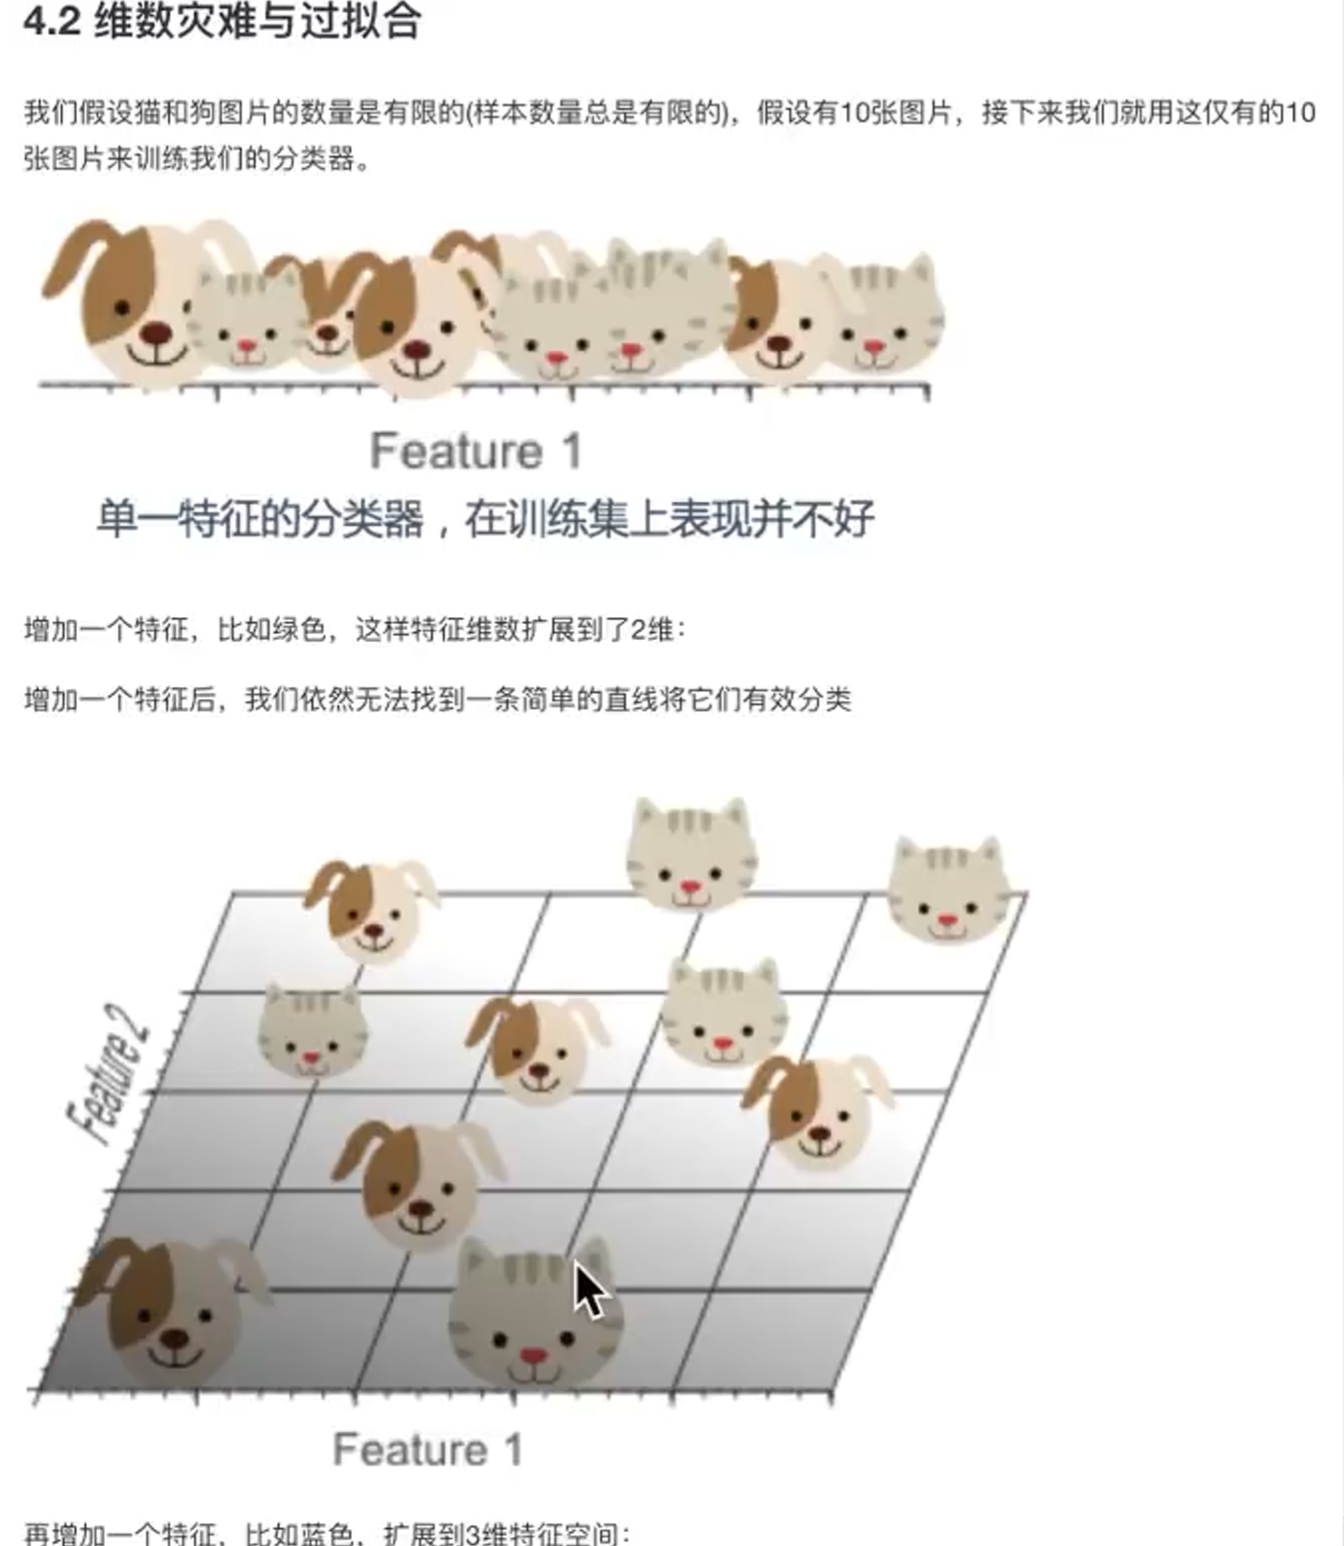 4.2 维数灾难与过拟合
我们假设猫和狗图片的数量是有限的(样本数量总是有限的)，假设有10张图片，接下来我们就用这仅有的10
张图片来训练我们的分类器。
Feature 1
单一特征的分类器，在训练集上表现并不好
增加一个特征，比如绿色，这样特征维数扩展到了2维：
增加一个特征后，我们依然无法找到一条简单的直线将它们有效分类
Feature 2
Feature 1
再增加一个特征，比如蓝色，扩展到3维特征空间：